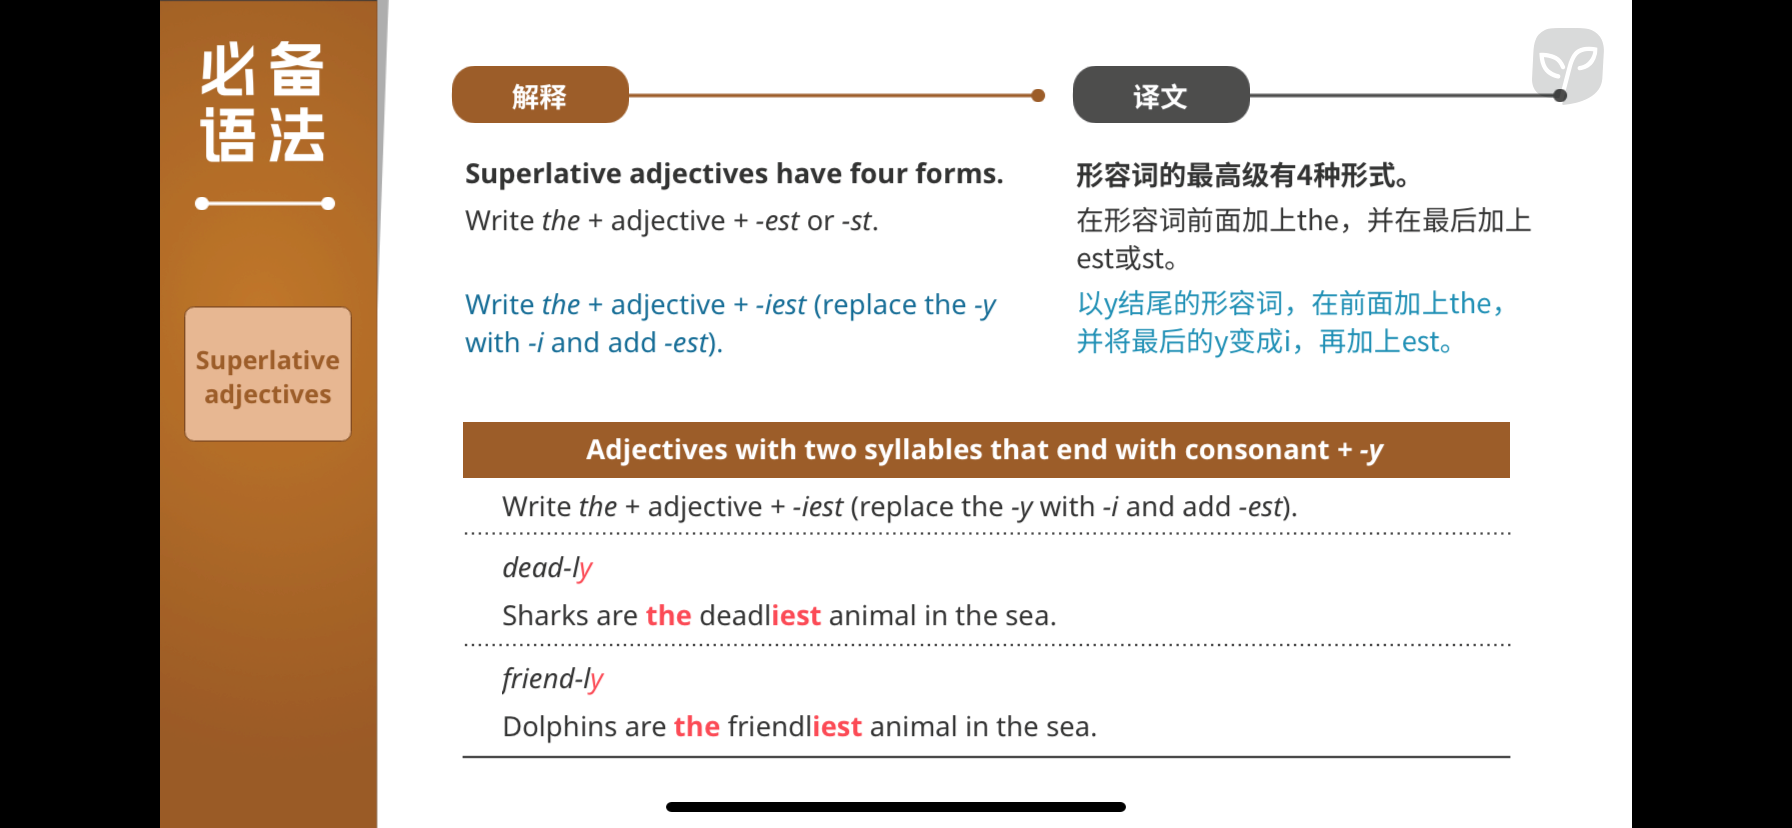 必备
语法
Superlative
adjectives
解释
Superlative adjectives have four forms.
Write the + adjective + -est or -st.
Write the + adjective + -iest (replace the -y
with -i and add -est).
译文
形容词的最高级有4种形式。
在形容词前面加上the，并在最后加上
est或st。
以y结尾的形容词，在前面加上the，
并将最后的y变成i，再加上est。
Adjectives with two syllables that end with consonant + -y
Write the + adjective + -iest (replace the -y with -i and add -est).
dead-ly
Sharks are the deadliest animal in the sea.
friend-ly
Dolphins are the friendliest animal in the sea.